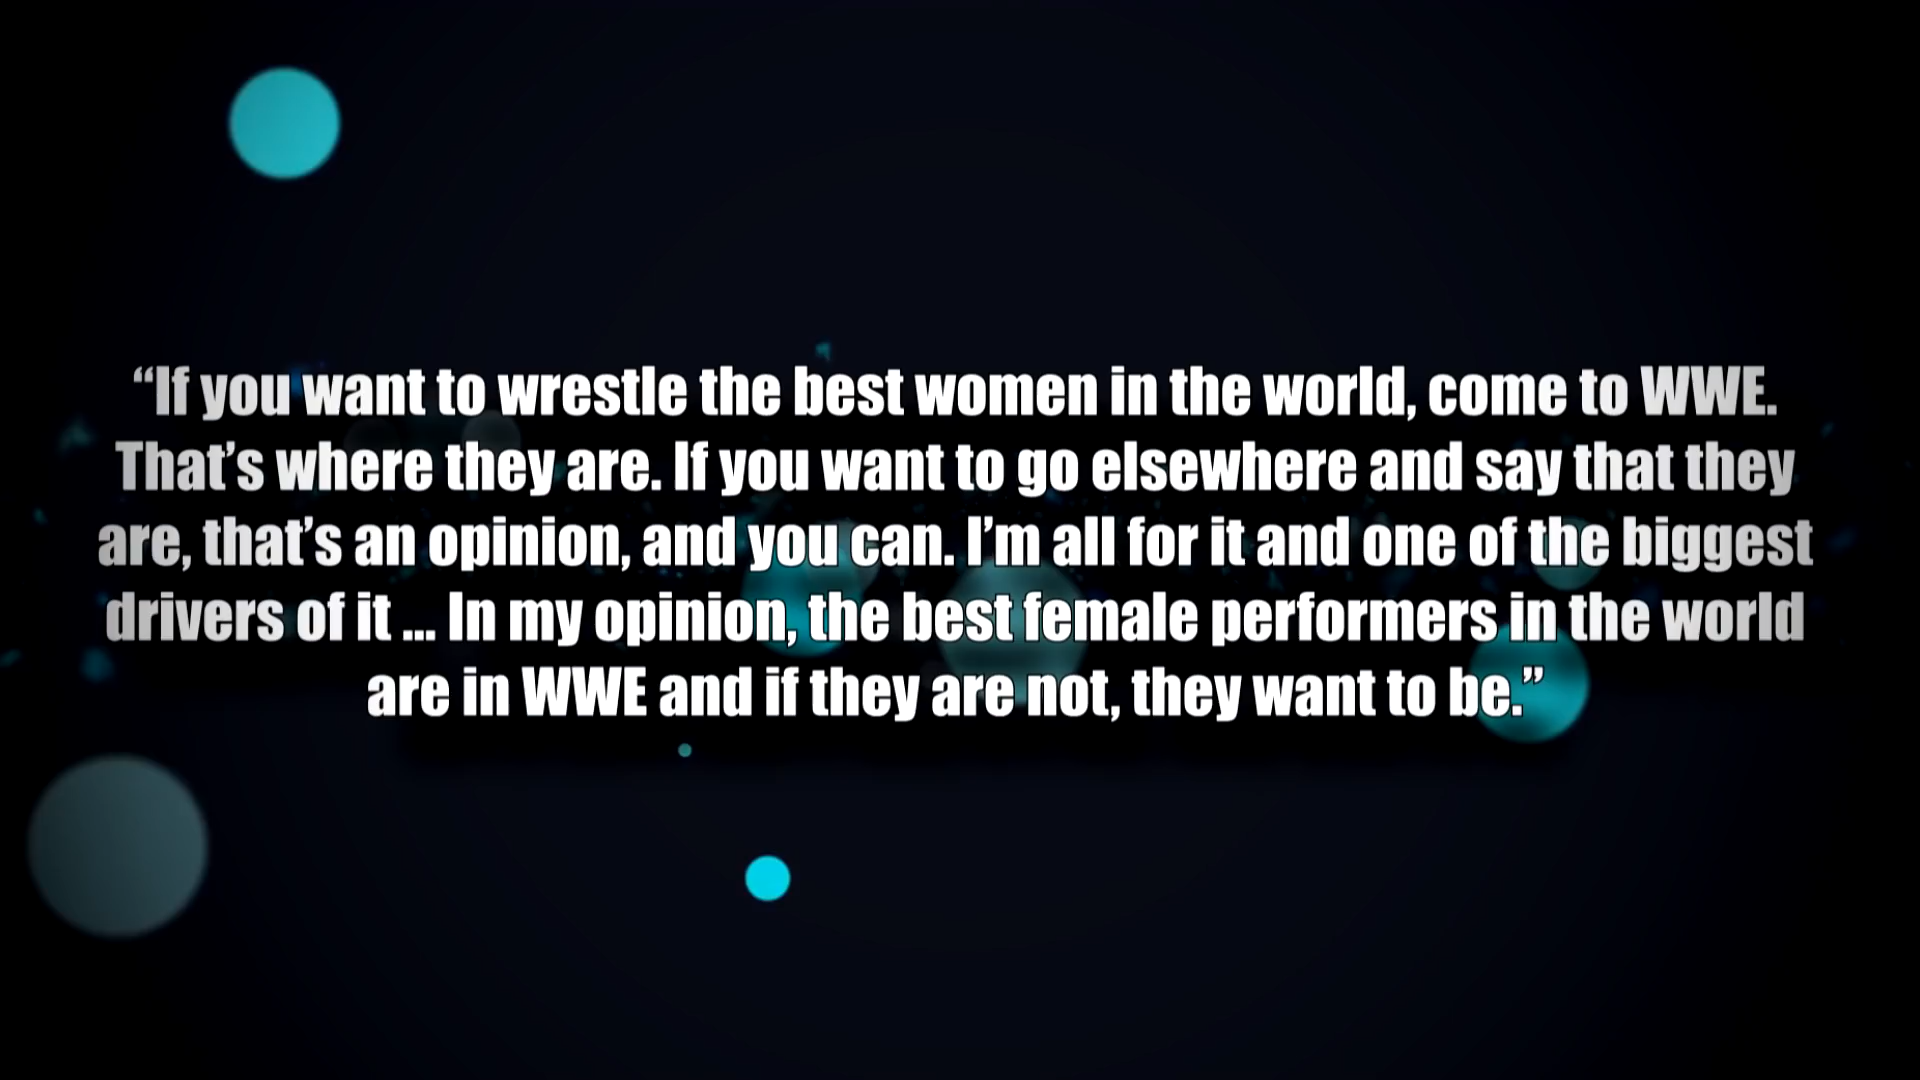 “If you want to wrestle the best women in the world, come to WWE.
That’s where they are. If you want to go elsewhere and say that they
are, that’s an opinion, and you can. I’m all for it and one of the biggest
drivers of it ... In my opinion, the best female performers in the world
are in WWE and if they are not, they want to be.”